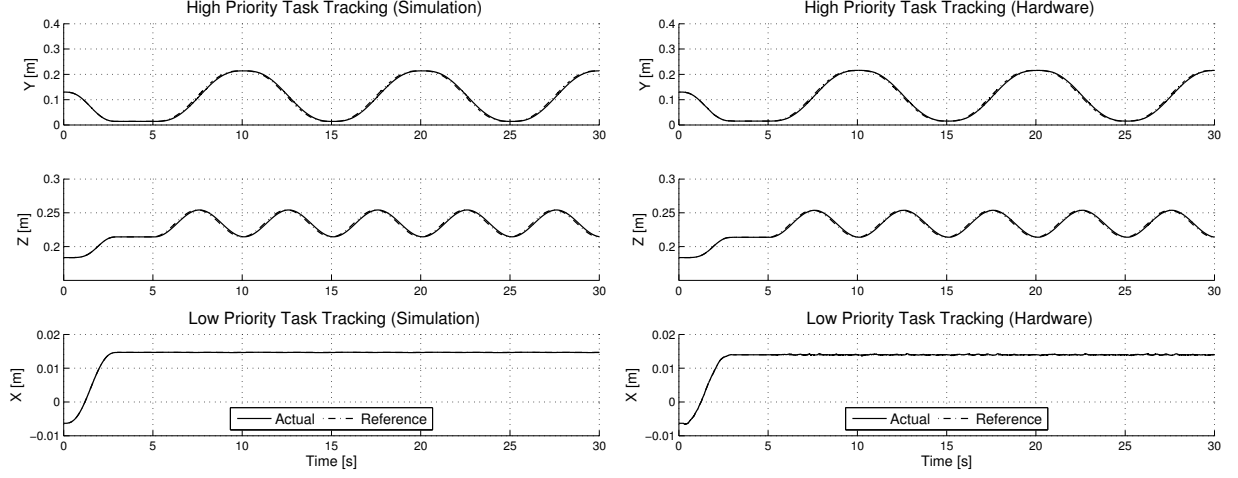 High Priority Task Tracking (Simulation)
0.4
0.3
0.2
0.1
0
Y [m]
0 5 10 15 20 25 30
0.3
0.25
0.2
Z [m]
0 5 10 15 20 25 30
Low Priority Task Tracking (Simulation)
0.02
0.01
0
−0.01
X [m]
Actual Reference
0 5 10 15 20 25 30
Time [s]
High Priority Task Tracking (Hardware)
0.4
0.3
0.2
0.1
0
Y [m]
0 5 10 15 20 25 30
0.3
0.25
0.2
Z [m]
0 5 10 15 20 25 30
Low Priority Task Tracking (Hardware)
0.02
0.01
0
−0.01
X [m]
Actual Reference
0 5 10 15 20 25 30
Time [s]